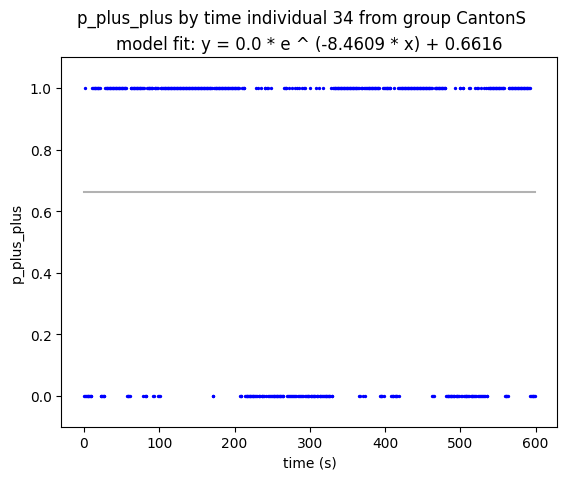 p_plus_plus by time individual 34 from group CantonS
model fit: y = 0.0 * e ^ (-8.4609 * x) + 0.6616
1.0
0.8
0.6
0.4
0.2
0.0
p_plus_plus
0 100 200 300 400 500 600
time (s)